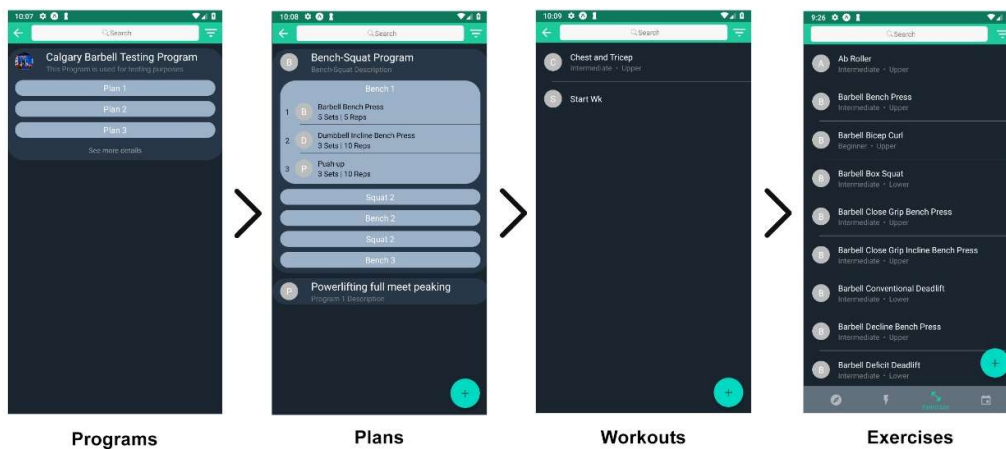 10:07
Search
Calgary Barbell Testing Program
This Program is used for testing purposes
Plan 1
Plan 2
Plan 3
See more details
Programs
10:08
Search
B
Bench-Squat Program
Bench-Squat Description
Bench 1
1 B Barbell Bench Press
5 Sets | 5 Reps
2 D Dumbbell Incline Bench Press
3 Sets | 10 Reps
3 P Push-up
3 Sets | 10 Reps
Squat 2
Bench 2
Squat 2
Bench 3
P
Powerlifting full meet peaking
Program 1 Description
+
Plans
10:09
Search
C
Chest and Tricep
Intermediate • Upper
S
Start Wk
+
Workouts
9:26
Search
A
Ab Roller
Intermediate • Upper
B
Barbell Bench Press
Intermediate • Upper
B
Barbell Bicep Curl
Beginner • Upper
B
Barbell Box Squat
Intermediate • Lower
B
Barbell Close Grip Bench Press
Intermediate • Upper
B
Barbell Close Grip Incline Bench Press
Intermediate • Upper
B
Barbell Conventional Deadlift
Intermediate • Lower
B
Barbell Decline Bench Press
Intermediate • Upper
B
Barbell Deficit Deadlift
Intermediate • Lower
+
Exercises